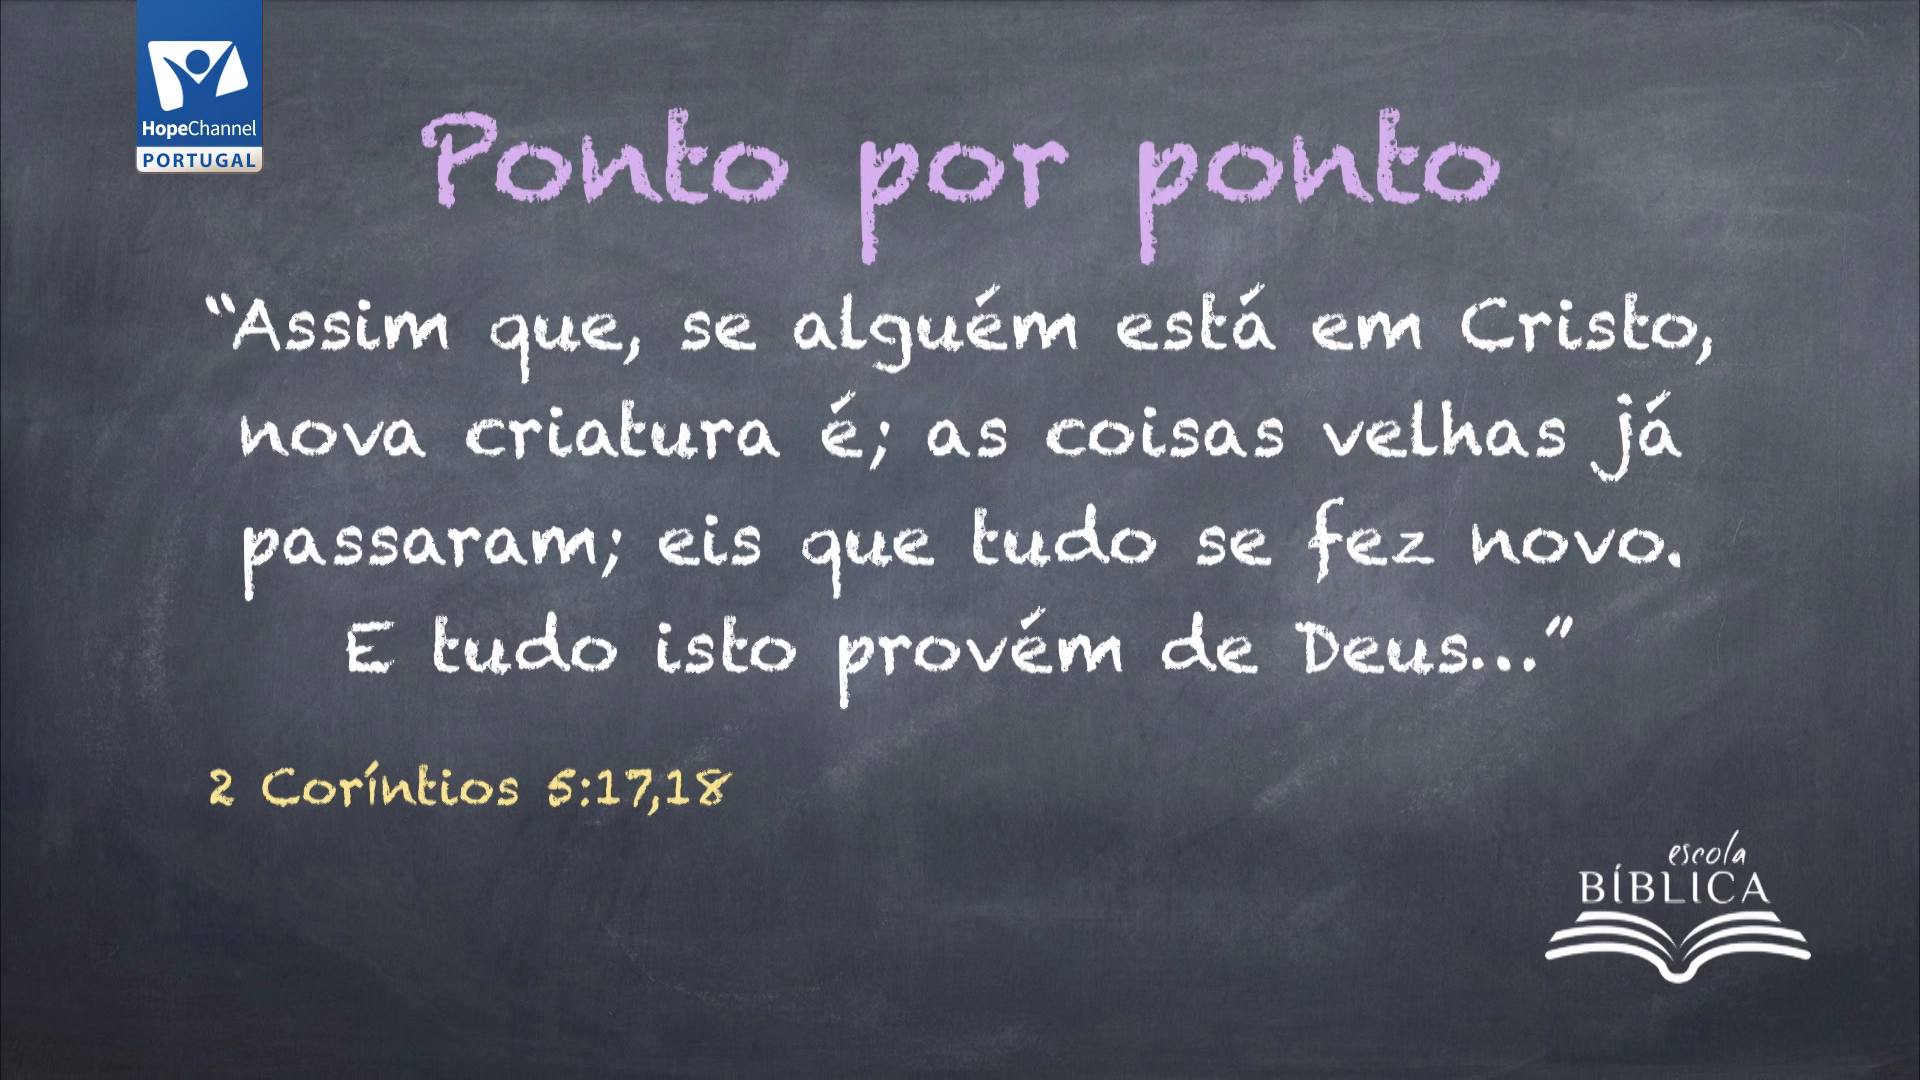 HopeChannel
PORTUGAL
Ponto por ponto
“Assim que, se alguém está em Cristo,
nova criatura é; as coisas velhas já
passaram; eis que tudo se fez novo.
E tudo isto provém de Deus...”
2 Coríntios 5:17,18
escola
BÍBLICA